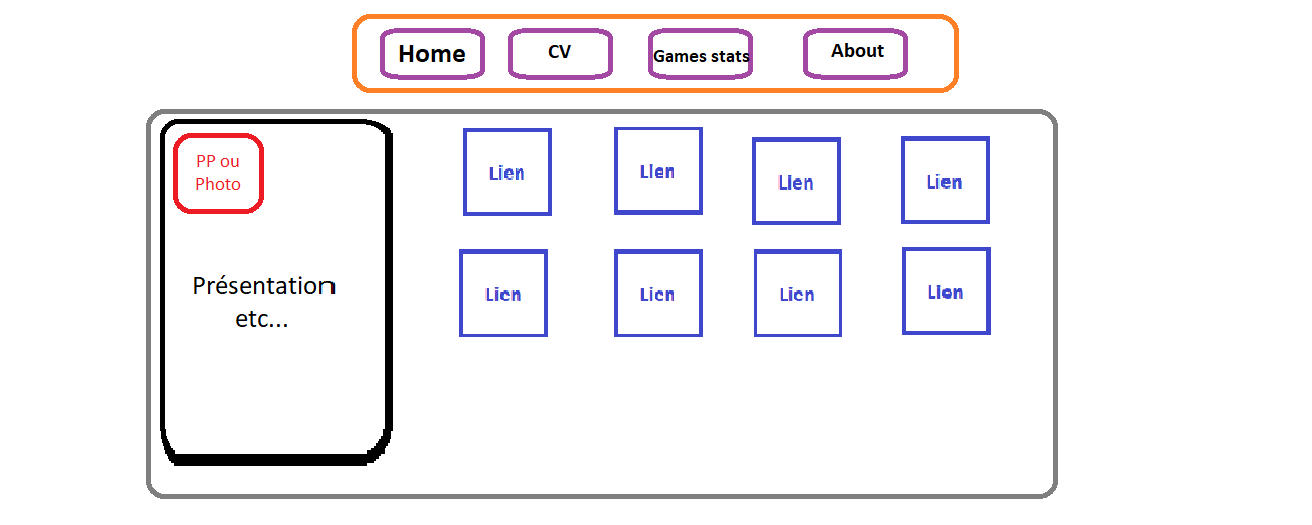 Home
CV
Games stats
About
PP ou
Photo
Présentation
etc...
Lien
Lien
Lien
Lien
Lien
Lien
Lien
Lien